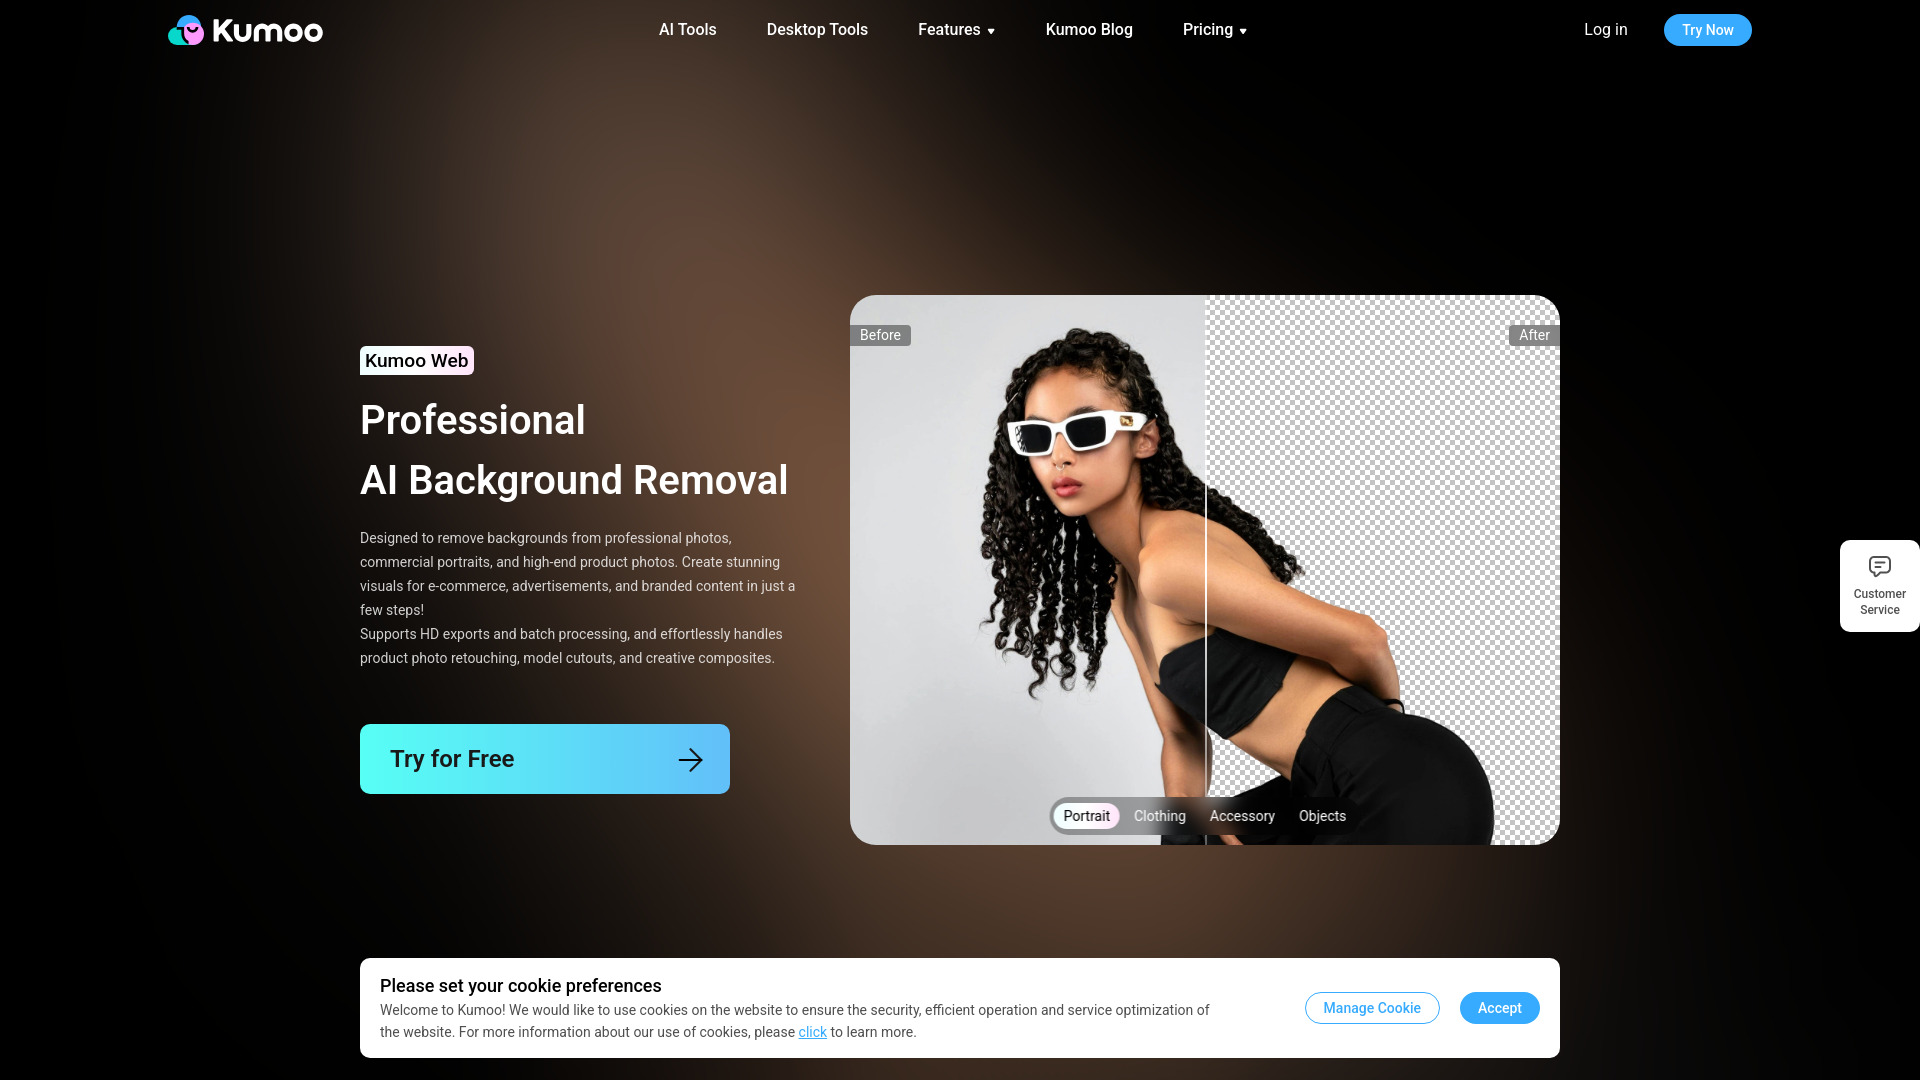 Kumoo
AI Tools
Desktop Tools
Features
Kumoo Blog
Pricing
Log in
Try Now
Kumoo Web
Professional
AI Background Removal
Designed to remove backgrounds from professional photos,
commercial portraits, and high-end product photos. Create stunning
visuals for e-commerce, advertisements, and branded content in just a
few steps!
Supports HD exports and batch processing, and effortlessly handles
product photo retouching, model cutouts, and creative composites.
Try for Free
Before
After
Portrait
Clothing
Accessory
Objects
Customer
Service
Please set your cookie preferences
Welcome to Kumoo! We would like to use cookies on the website to ensure the security, efficient operation and service optimization of
the website. For more information about our use of cookies, please click to learn more.
Manage Cookie
Accept